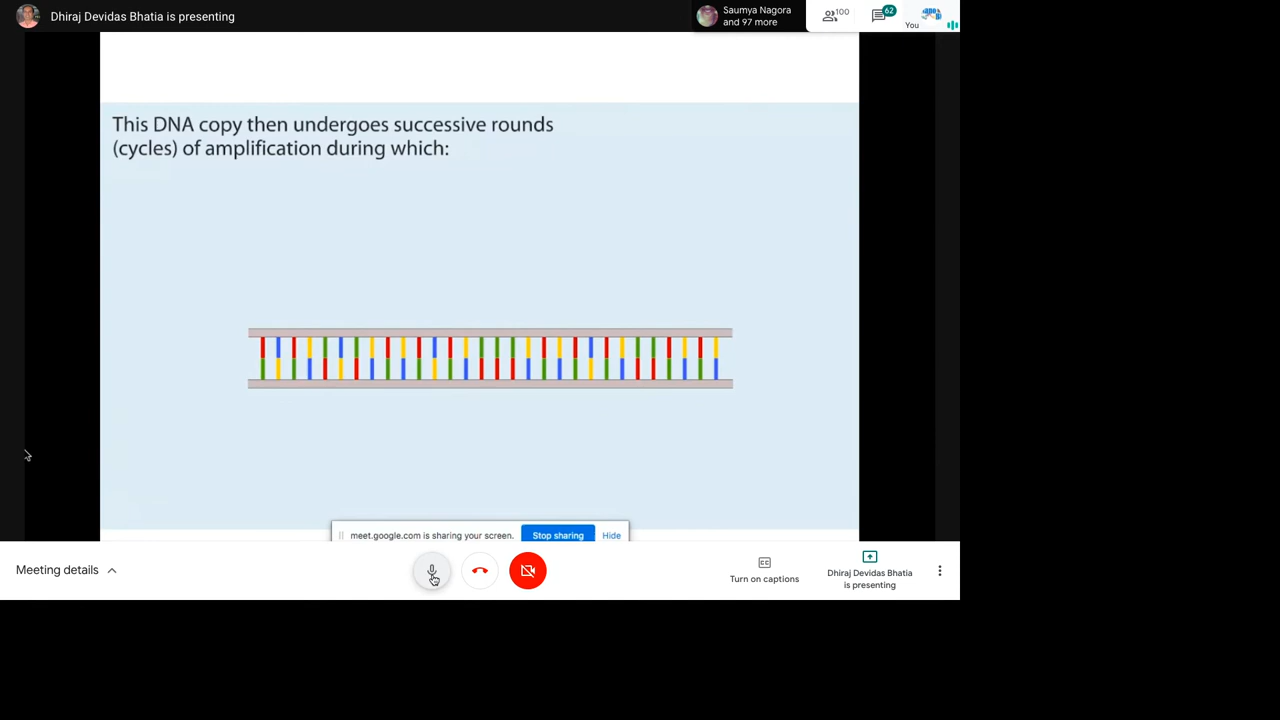 Dhiraj Devidas Bhatia is presenting
Saumya Nagora
and 97 more
100
62
You
This DNA copy then undergoes successive rounds
(cycles) of amplification during which:
meet.google.com is sharing your screen.
Stop sharing
Hide
Meeting details
CC
Turn on captions
Dhiraj Devidas Bhatia
is presenting